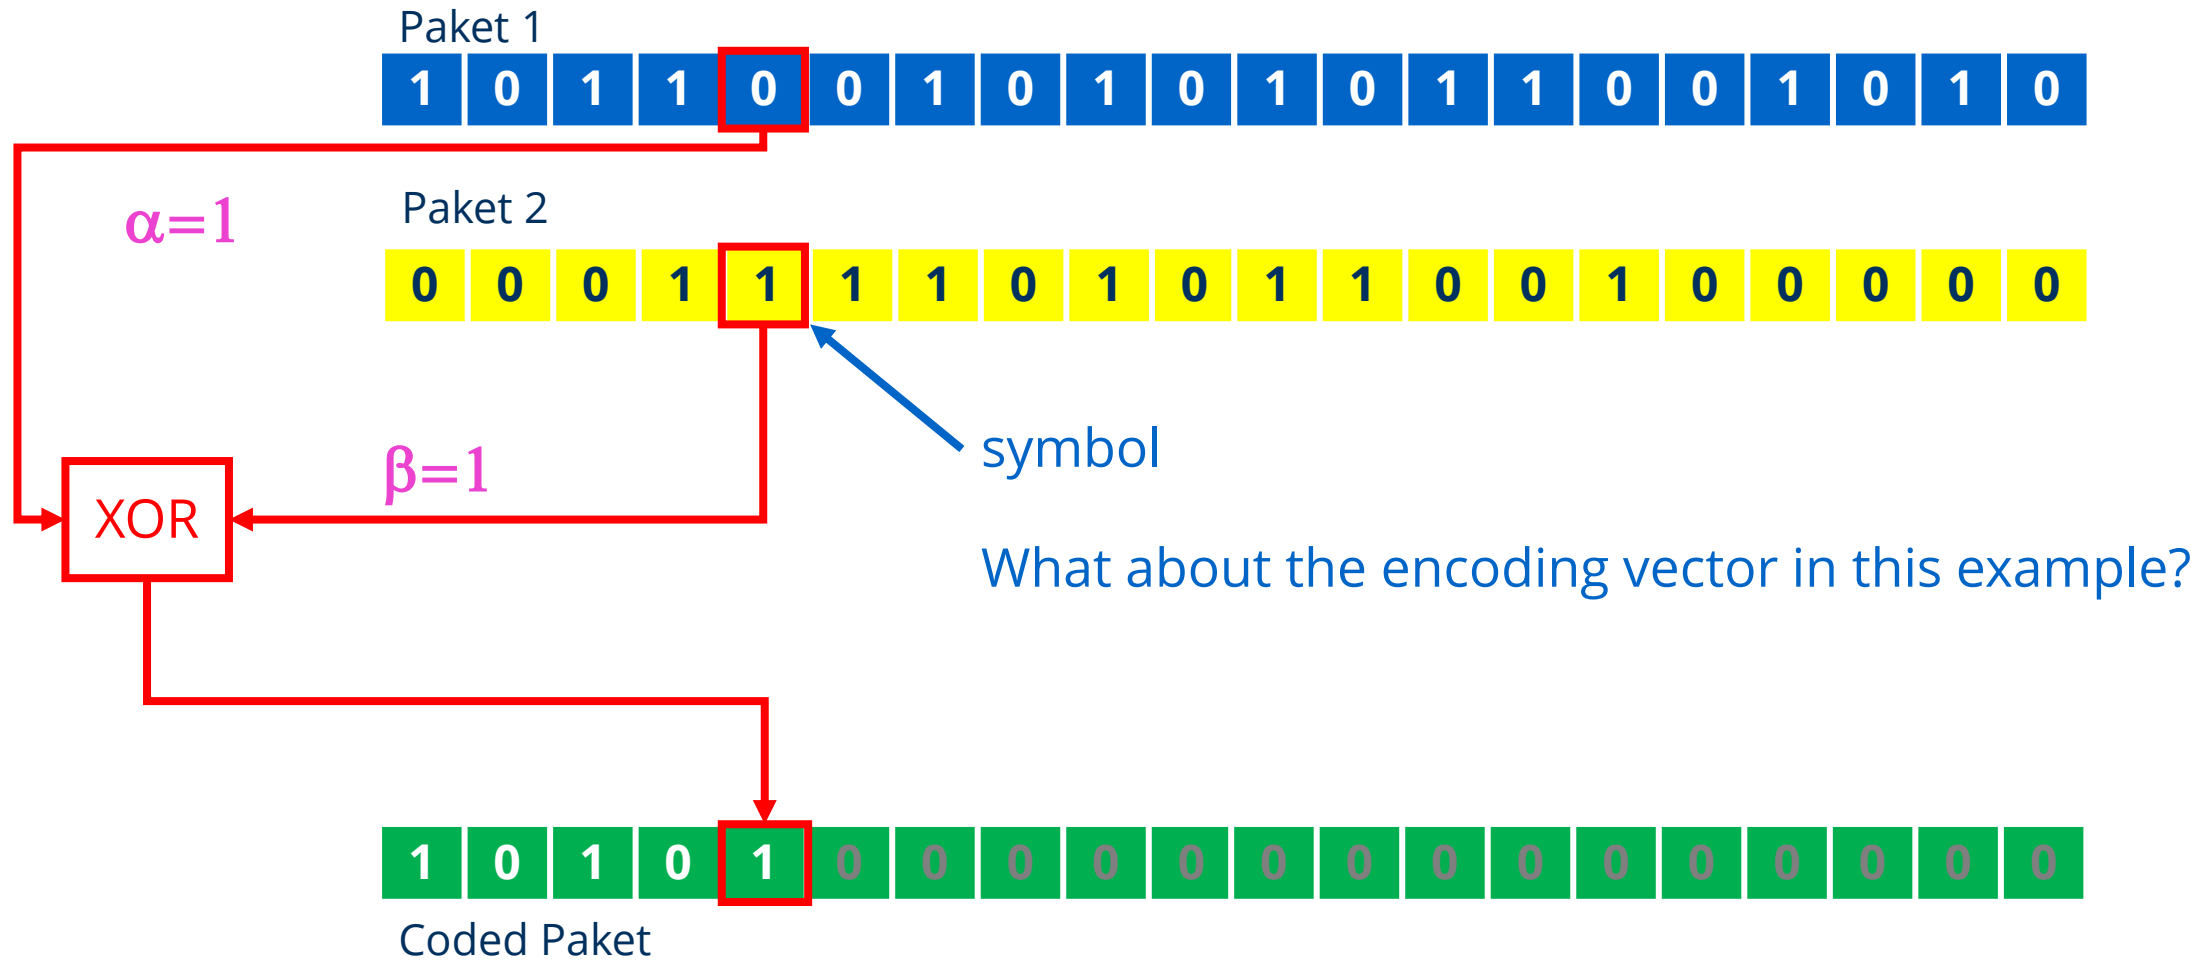 Paket 1
1 0 1 1 0 0 1 0 1 0 1 0 1 1 0 0 1 0 1 0
α=1
Paket 2
0 0 0 1 1 1 1 0 1 0 1 1 0 0 1 0 0 0 0 0
symbol
β=1
XOR
What about the encoding vector in this example?
1 0 1 0 1 0 0 0 0 0 0 0 0 0 0 0 0 0 0 0
Coded Paket